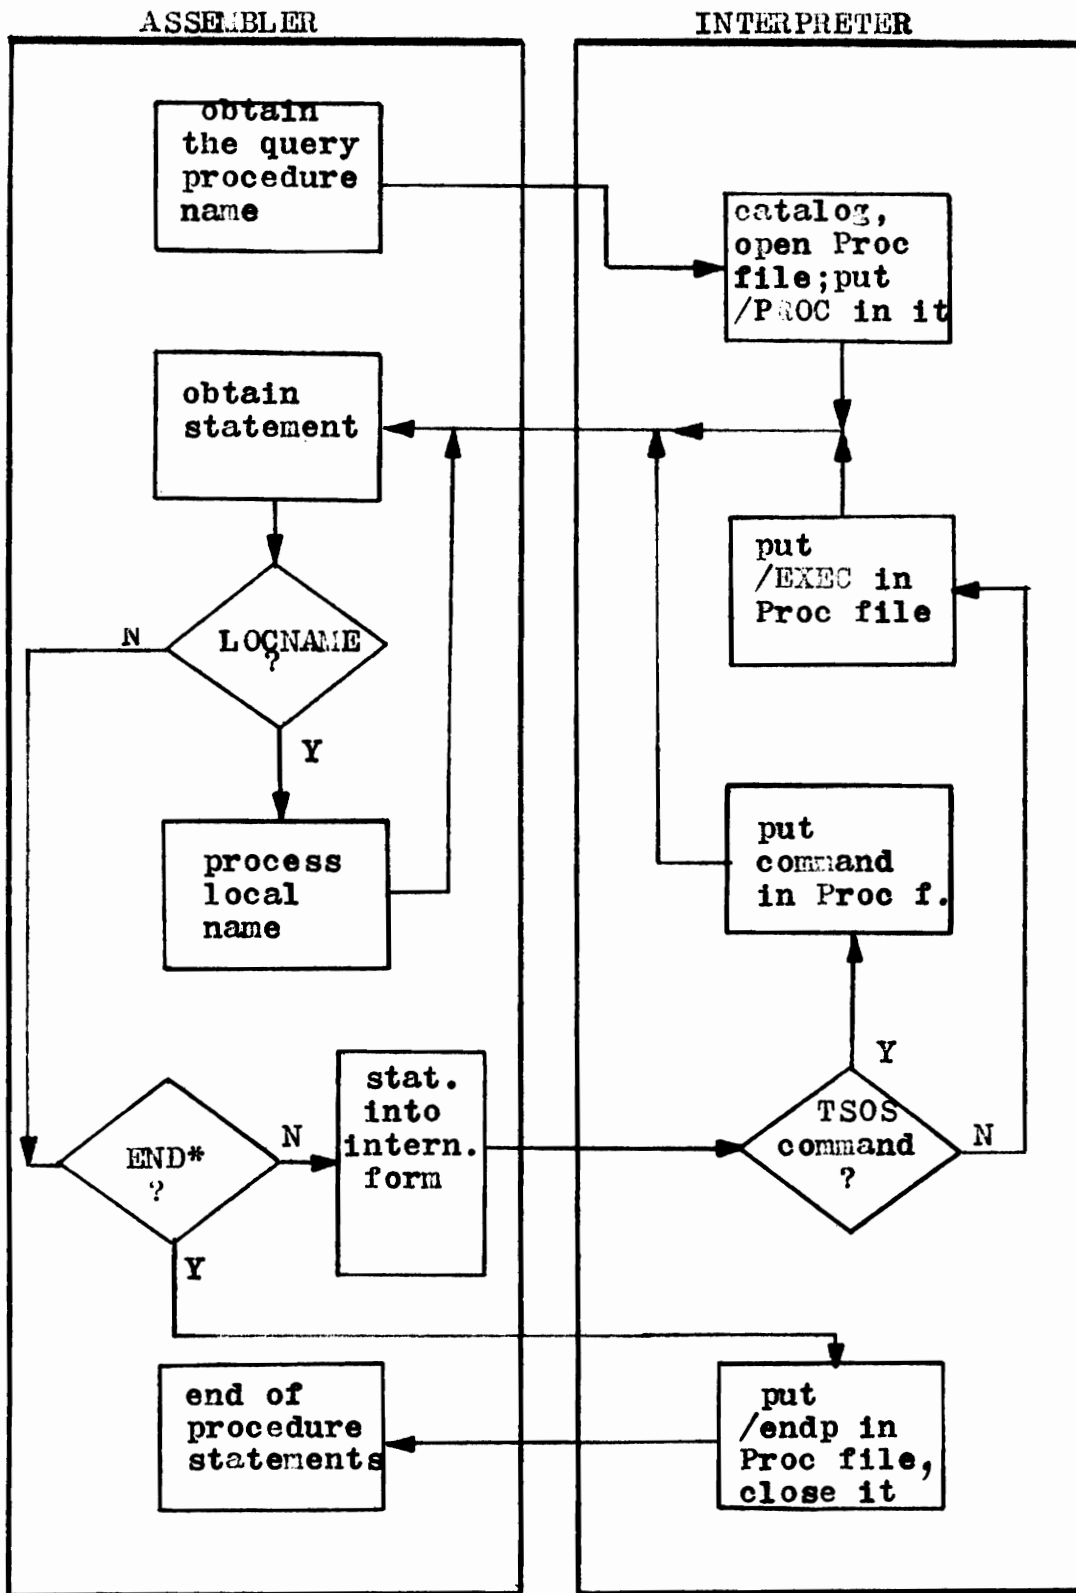 ASSEMBLER
INTERPRETER
obtain
the query
procedure
name
catalog,
open Proc
file;put
/PROC in it
obtain
statement
put
/EXEC in
Proc file
N
LOCNAME
?
Y
process
local
name
put
command
in Proc f.
Y
stat.
into
intern.
form
N
END*
?
Y
TSOS
command
?
N
end of
procedure
statements
put
/endp in
Proc file,
close it